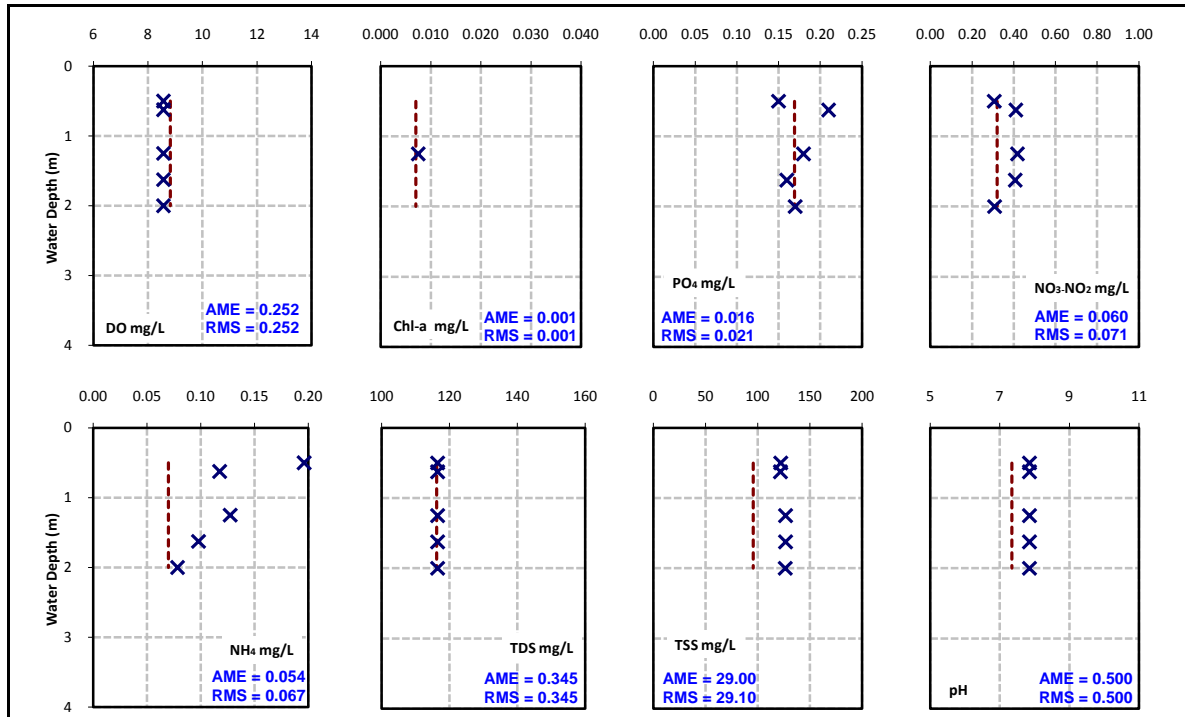 6 8 10 12 14
0.000 0.010 0.020 0.030 0.040
0.00 0.05 0.10 0.15 0.20 0.25
0.00 0.20 0.40 0.60 0.80 1.00
0
1
2
3
4
Water Depth (m)
DO mg/L
AME = 0.252
RMS = 0.252
Chl-a mg/L
AME = 0.001
RMS = 0.001
PO₄ mg/L
AME = 0.016
RMS = 0.021
NO₃-NO₂ mg/L
AME = 0.060
RMS = 0.071
0.00 0.05 0.10 0.15 0.20
100 120 140 160
0 50 100 150 200
5 7 9 11
0
1
2
3
4
Water Depth (m)
NH₄ mg/L
AME = 0.054
RMS = 0.067
TDS mg/L
AME = 0.345
RMS = 0.345
TSS mg/L
AME = 29.00
RMS = 29.10
pH
AME = 0.500
RMS = 0.500